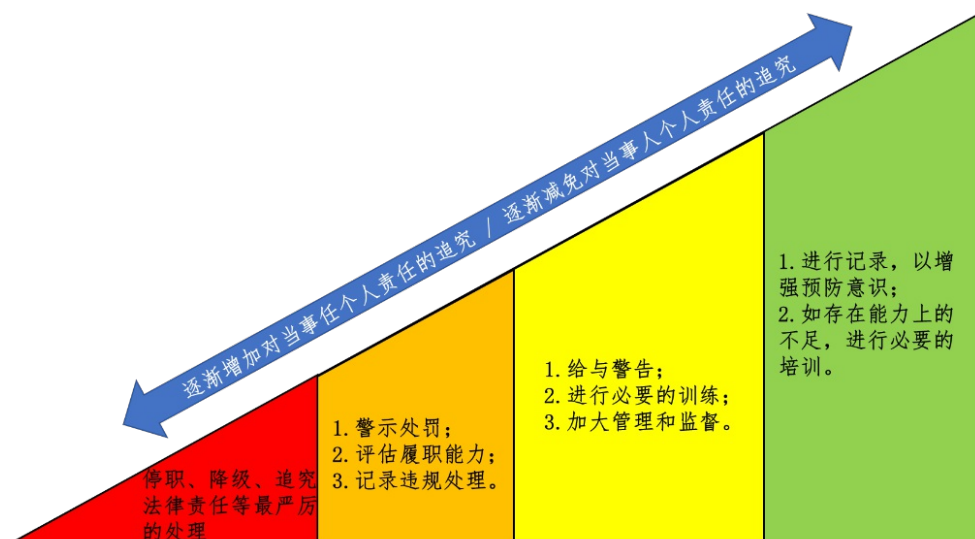 逐渐增加对当事任个人责任的追究 / 逐渐减免对当事人个人责任的追究
停职、降级、追究
法律责任等最严厉
的处理
1.警示处罚；
2.评估履职能力；
3.记录违规处理。
1.给与警告；
2.进行必要的训练；
3.加大管理和监督。
1.进行记录，以增
强预防意识；
2.如存在能力上的
不足，进行必要的
培训。